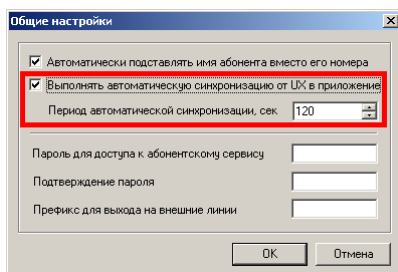 Общие настройки
Автоматически подставлять имя абонента вместо его номера
Выполнять автоматическую синхронизацию от UX в приложение
Период автоматической синхронизации, сек 120
Пароль для доступа к абонентскому сервису
Подтверждение пароля
Префикс для выхода на внешние линии
OK Отмена